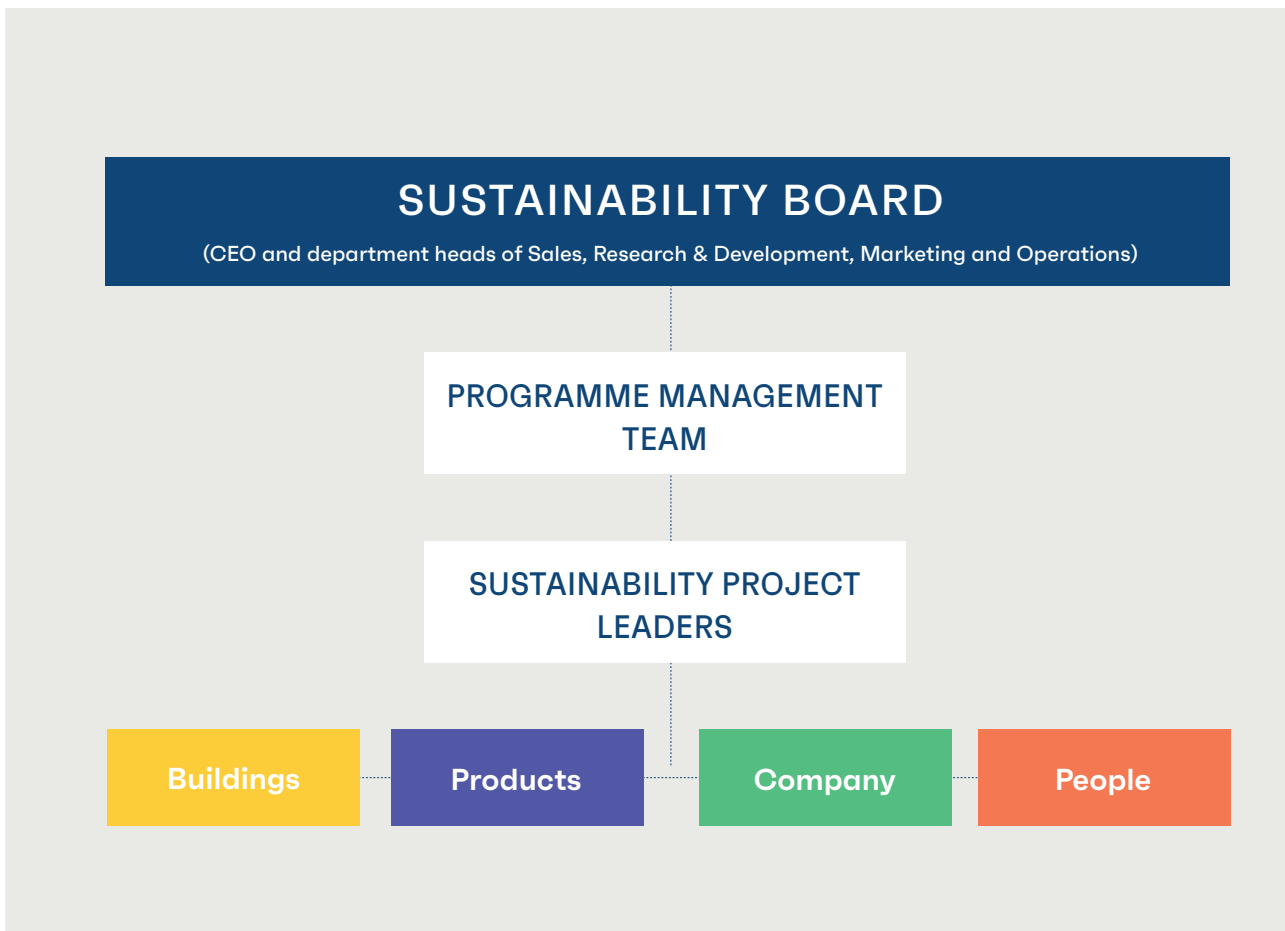 SUSTAINABILITY BOARD
(CEO and department heads of Sales, Research & Development, Marketing and Operations)
PROGRAMME MANAGEMENT
TEAM
SUSTAINABILITY PROJECT
LEADERS
Buildings
Products
Company
People